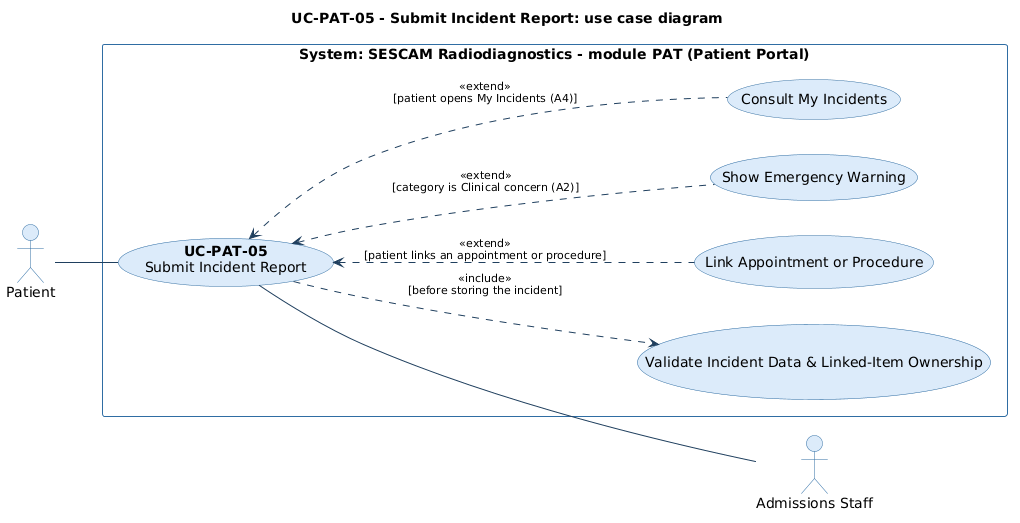 UC-PAT-05 - Submit Incident Report: use case diagram
System: SESCAM Radiodiagnostics - module PAT (Patient Portal)
«extend»
[patient opens My Incidents (A4)]
Consult My Incidents
«extend»
[category is Clinical concern (A2)]
Show Emergency Warning
UC-PAT-05
Submit Incident Report
«extend»
[patient links an appointment or procedure]
Link Appointment or Procedure
«include»
[before storing the incident]
Patient
Validate Incident Data & Linked-Item Ownership
Admissions Staff